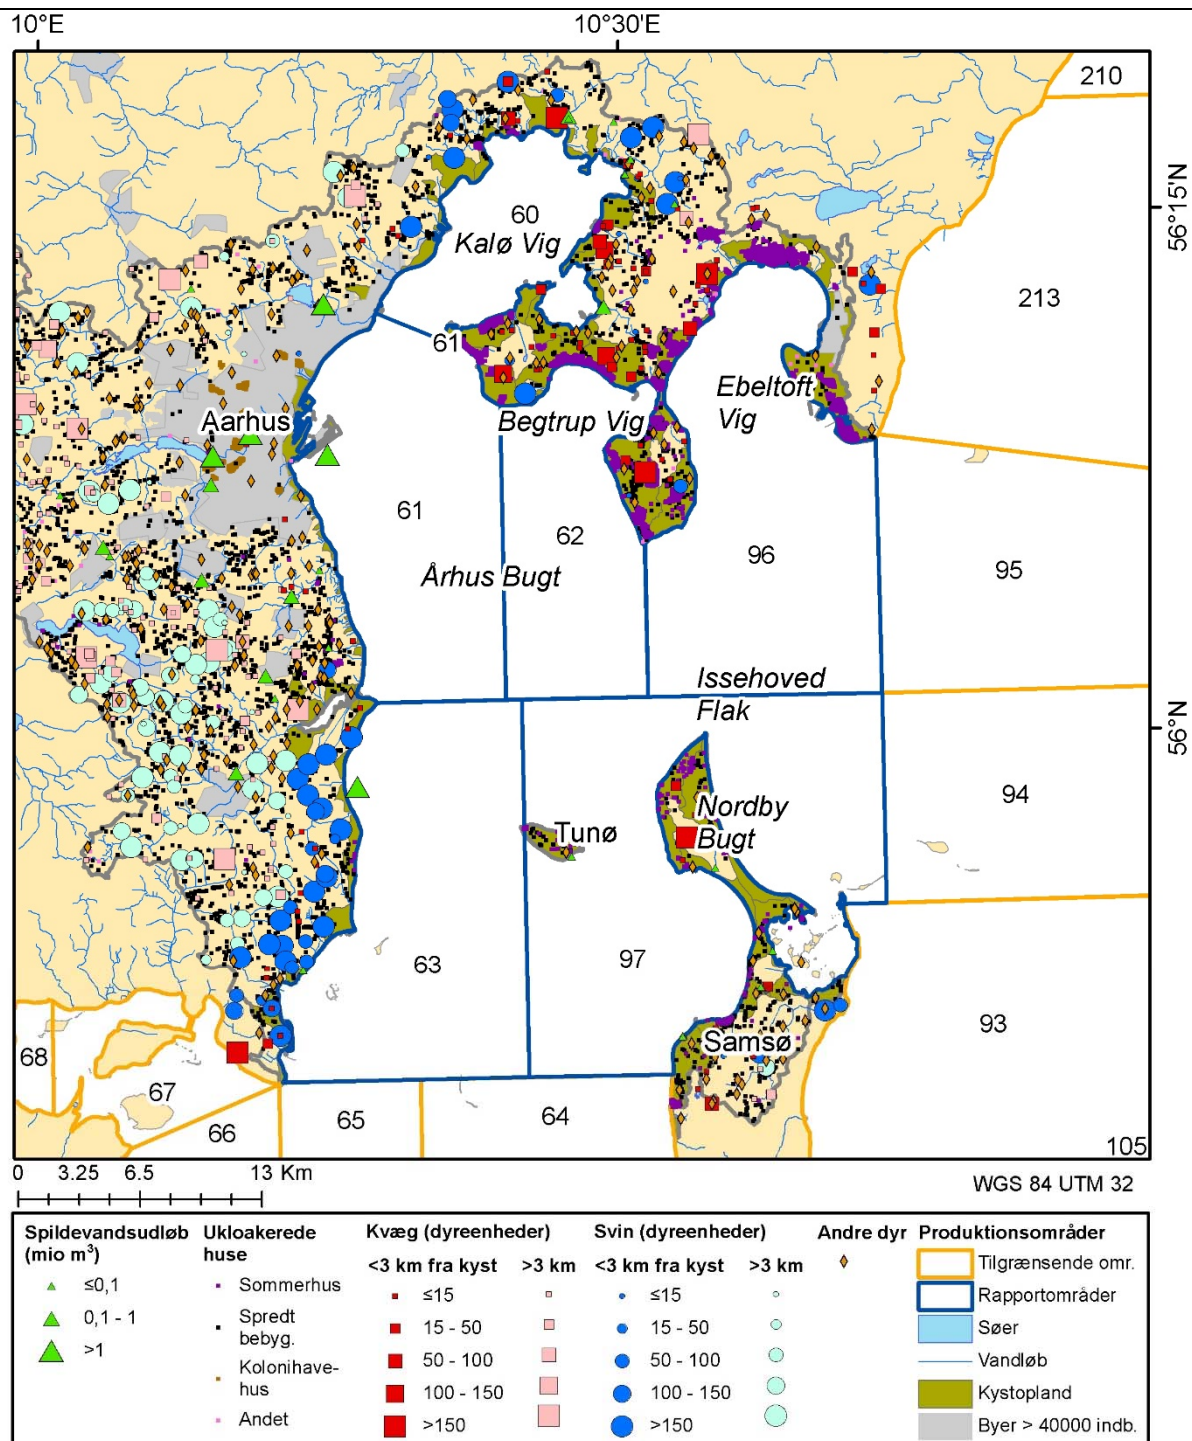 10°E
10°30'E
210
56°15'N
60
Kalø Vig
213
61
Ebeltoft
Vig
Aarhus
Begtrup Vig
61
62
96
95
Århus Bugt
Issehoved
Flak
56°N
94
Nordby
Bugt
Tunø
63
97
93
Samsø
68
67
66
65
64
105
0 3.25 6.5 13 Km
WGS 84 UTM 32
Spildevandsudløb
(mio m³)
≤0,1
0,1 - 1
>1
Ukloakerede
huse
Sommerhus
Spredt
bebyg.
Kolonihave-
hus
Andet
Kvæg (dyreenheder)
<3 km fra kyst >3 km
≤15
15 - 50
50 - 100
100 - 150
>150
Svin (dyreenheder)
<3 km fra kyst >3 km
≤15
15 - 50
50 - 100
100 - 150
>150
Andre dyr
Produktionsområder
Tilgrænsende omr.
Rapportområder
Søer
Vandløb
Kystopland
Byer > 40000 indb.